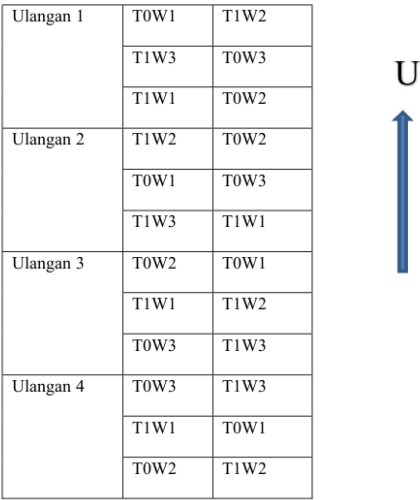 Ulangan 1 T0W1 T1W2
T1W3 T0W3
T1W1 T0W2
Ulangan 2 T1W2 T0W2
T0W1 T0W3
T1W3 T1W1
Ulangan 3 T0W2 T0W1
T1W1 T1W2
T0W3 T1W3
Ulangan 4 T0W3 T1W3
T1W1 T0W1
T0W2 T1W2
U